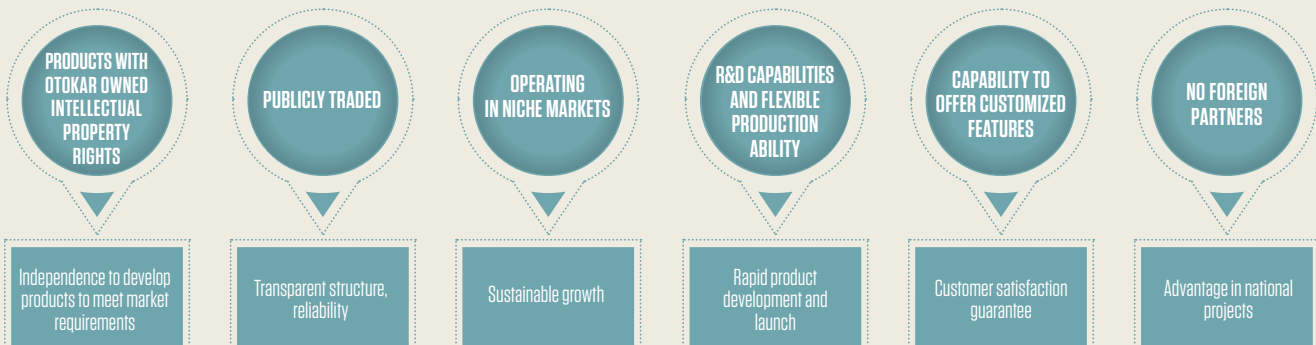 PRODUCTS WITH
OTOKAR OWNED
INTELLECTUAL
PROPERTY
RIGHTS
Independence to develop
products to meet market
requirements
PUBLICLY TRADED
Transparent structure,
reliability
OPERATING
IN NICHE MARKETS
Sustainable growth
R&D CAPABILITIES
AND FLEXIBLE
PRODUCTION
ABILITY
Rapid product
development and
launch
CAPABILITY TO
OFFER CUSTOMIZED
FEATURES
Customer satisfaction
guarantee
NO FOREIGN
PARTNERS
Advantage in national
projects